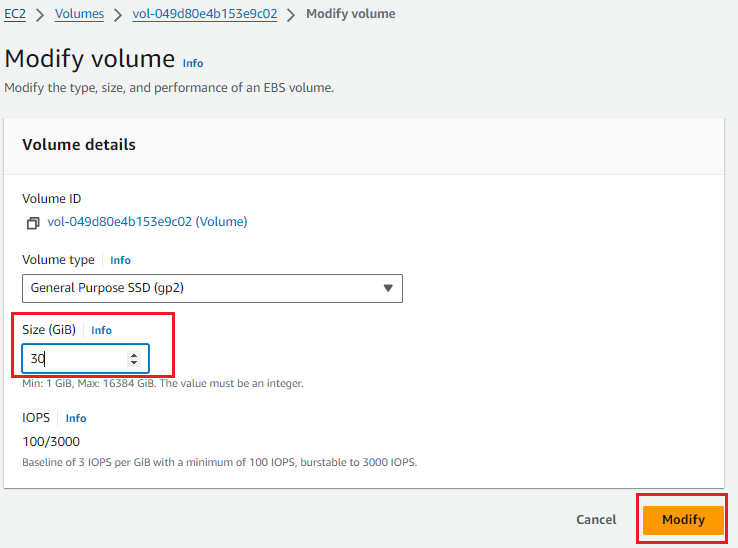 EC2 > Volumes > vol-049d80e4b153e9c02 > Modify volume
Modify volume Info
Modify the type, size, and performance of an EBS volume.
Volume details
Volume ID
vol-049d80e4b153e9c02 (Volume)
Volume type Info
General Purpose SSD (gp2)
Size (GiB) Info
30
Min: 1 GiB, Max: 16384 GiB. The value must be an integer.
IOPS Info
100/3000
Baseline of 3 IOPS per GiB with a minimum of 100 IOPS, burstable to 3000 IOPS.
Cancel Modify